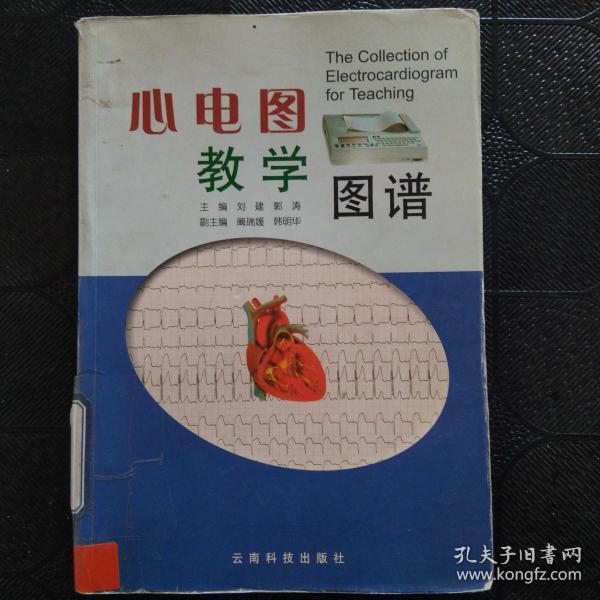 The Collection of
Electrocardiogram
for Teaching
心电图
教学
图谱
主编 刘建 郭涛
副主编 阚瑞媛 韩明华
云南科技出版社
孔夫子旧书网
www.kongfz.com